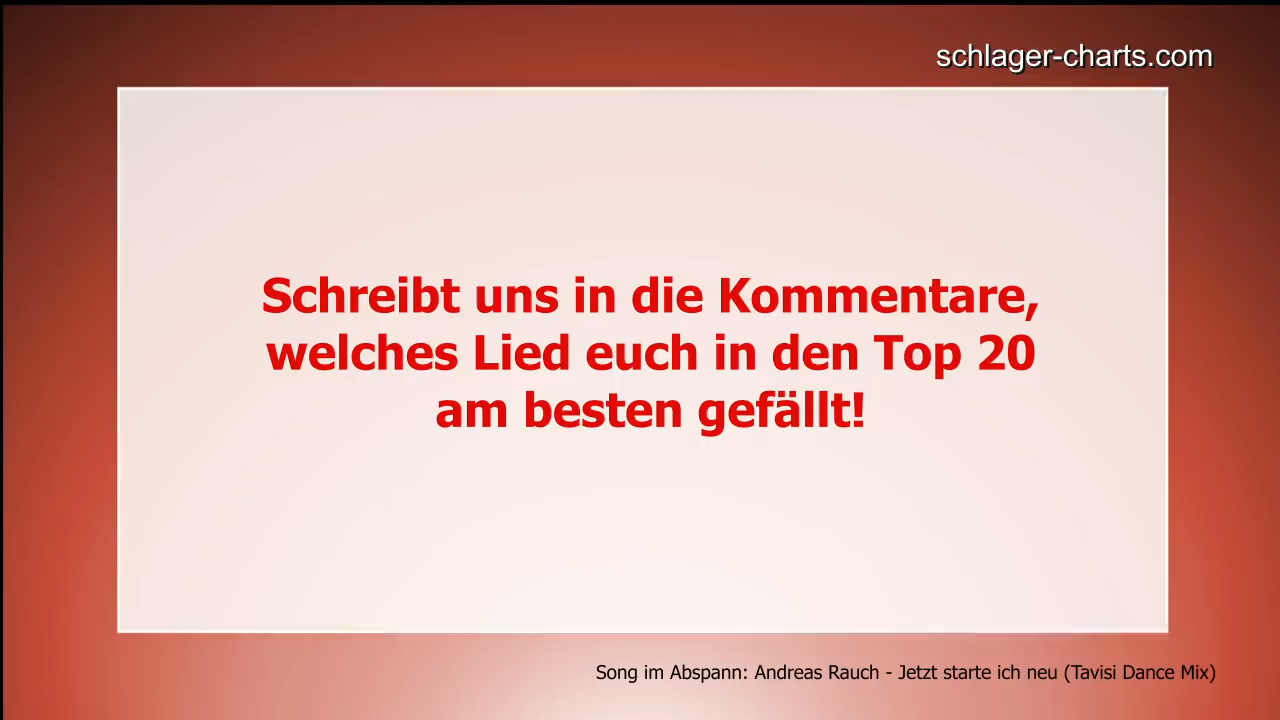 schlager-charts.com
Schreibt uns in die Kommentare,
welches Lied euch in den Top 20
am besten gefällt!
Song im Abspann: Andreas Rauch - Jetzt starte ich neu (Tavisi Dance Mix)